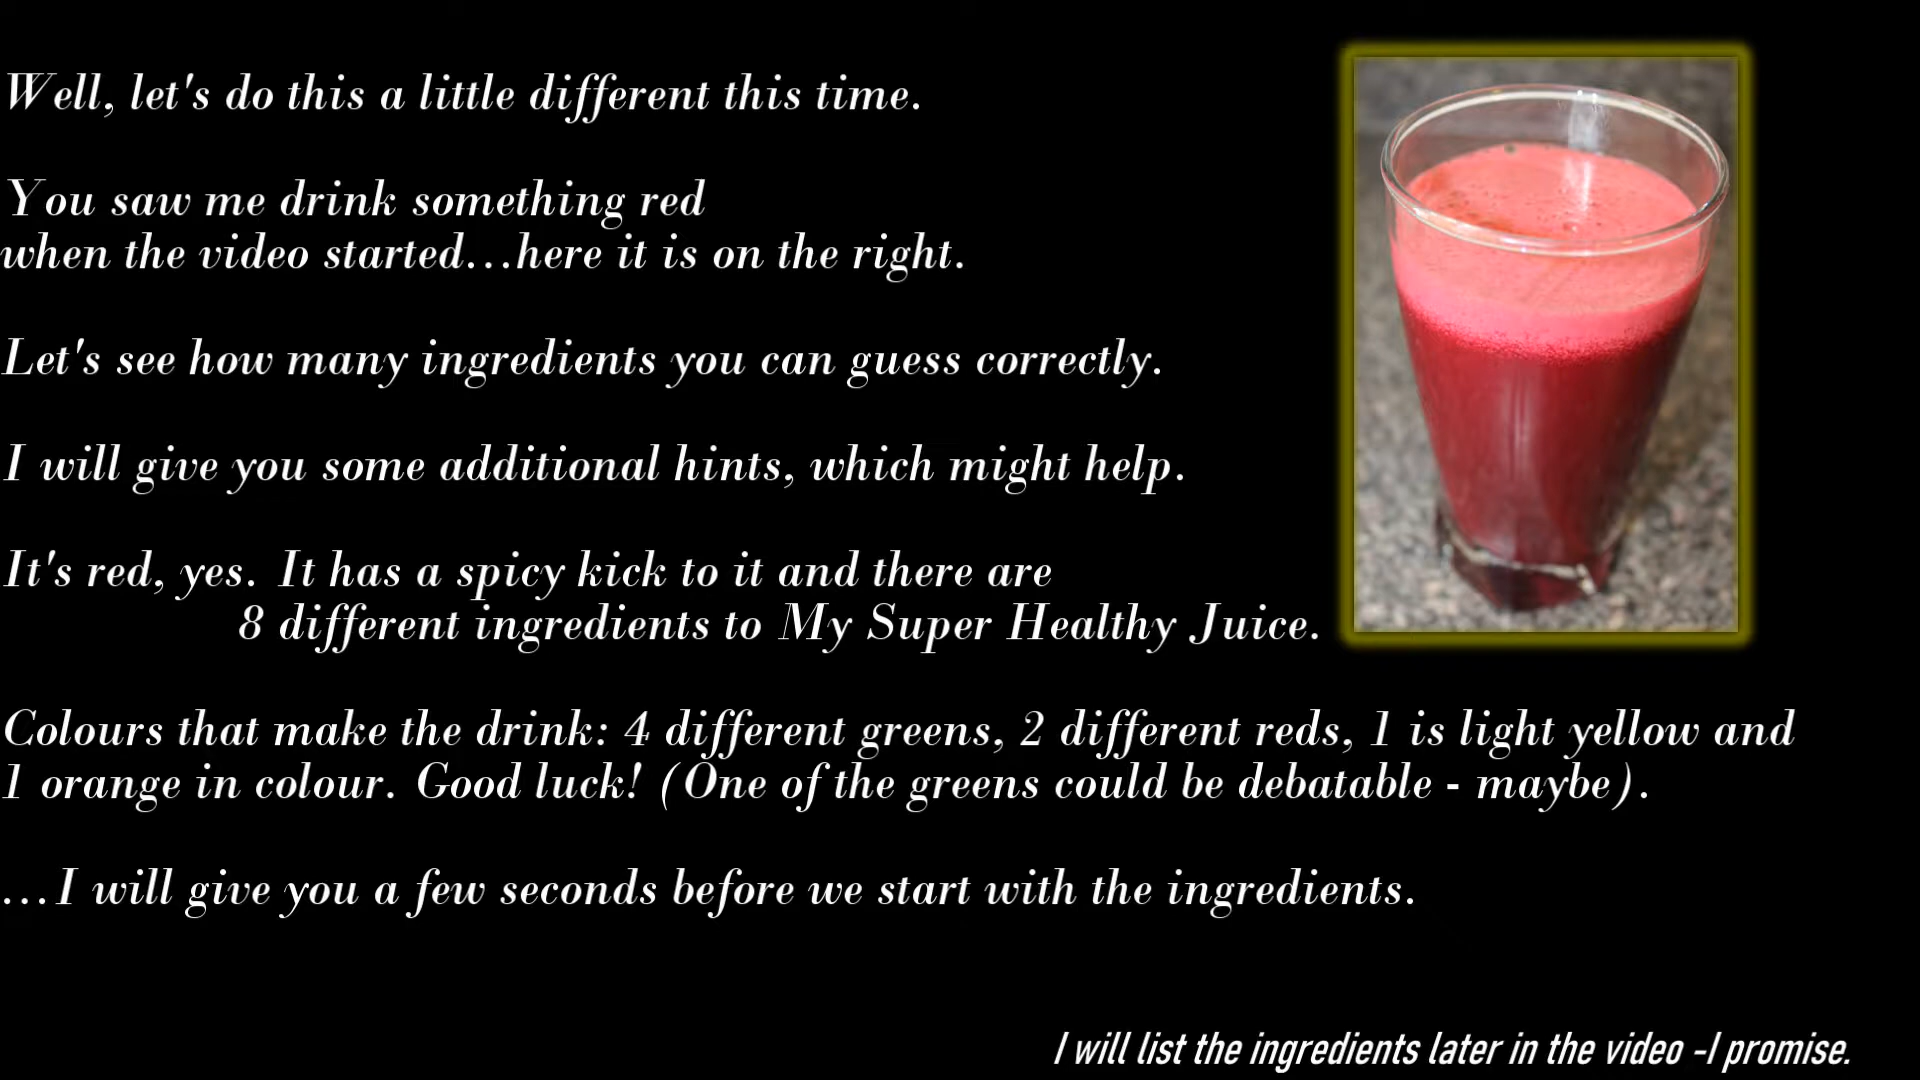 Well, let's do this a little different this time.
You saw me drink something red
when the video started...here it is on the right.
Let's see how many ingredients you can guess correctly.
I will give you some additional hints, which might help.
It's red, yes. It has a spicy kick to it and there are
8 different ingredients to My Super Healthy Juice.
Colours that make the drink: 4 different greens, 2 different reds, 1 is light yellow and
1 orange in colour. Good luck! (One of the greens could be debatable - maybe).
...I will give you a few seconds before we start with the ingredients.
I will list the ingredients later in the video -I promise.